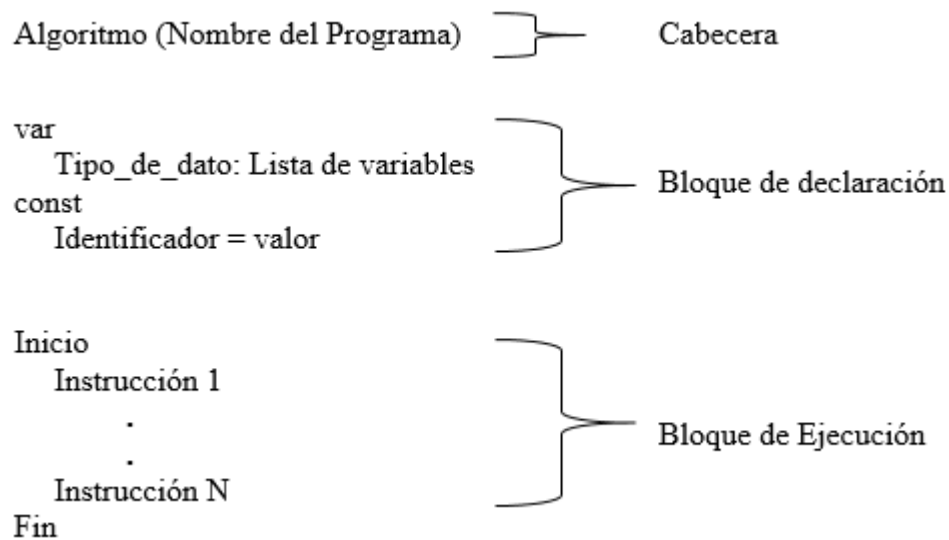 Algoritmo (Nombre del Programa)
Cabecera
var
Tipo_de_dato: Lista de variables
const
Identificador = valor
Bloque de declaración
Inicio
Instrucción 1
.
.
Instrucción N
Fin
Bloque de Ejecución